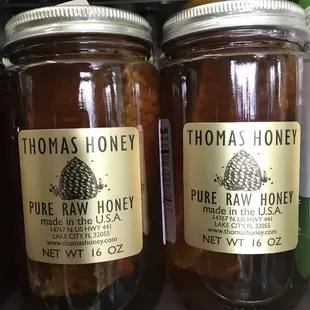 THOMAS HONEY
PURE RAW HONEY
made in the U.S.A.
14767 N. US HWY 441
LAKE CITY, FL 32055
www.thomashoney.com
NET WT 16 OZ
THOMAS HONEY
PURE RAW HONEY
made in the U.S.A.
14767 N. US HWY 441
LAKE CITY, FL 32055
www.thomashoney.com
NET WT 16 OZ